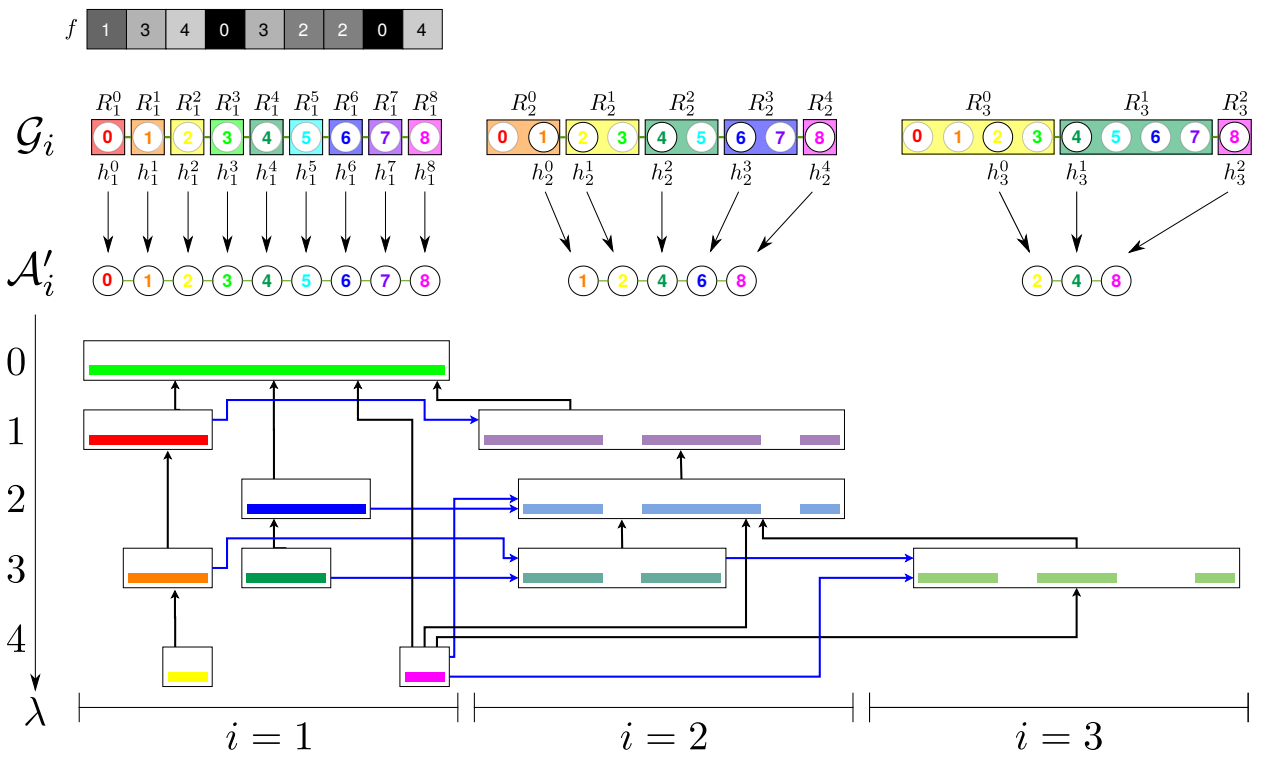 f 1 3 4 0 3 2 2 0 4
R_1^0 R_1^1 R_1^2 R_1^3 R_1^4 R_1^5 R_1^6 R_1^7 R_1^8 R_2^0 R_2^1 R_2^2 R_2^3 R_2^4 R_3^0 R_3^1 R_3^2
𝒢_i 0 1 2 3 4 5 6 7 8 0 1 2 3 4 5 6 7 8 0 1 2 3 4 5 6 7 8
h_1^0 h_1^1 h_1^2 h_1^3 h_1^4 h_1^5 h_1^6 h_1^7 h_1^8 h_2^0 h_2^1 h_2^2 h_2^3 h_2^4 h_3^0 h_3^1 h_3^2
𝒜′_i 0 1 2 3 4 5 6 7 8 1 2 4 6 8 2 4 8
0
1
2
3
4
λ
i = 1 i = 2 i = 3